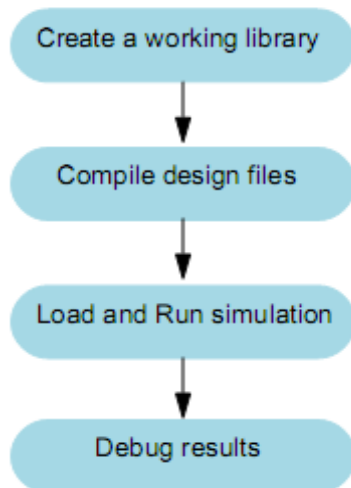 Create a working library
Compile design files
Load and Run simulation
Debug results